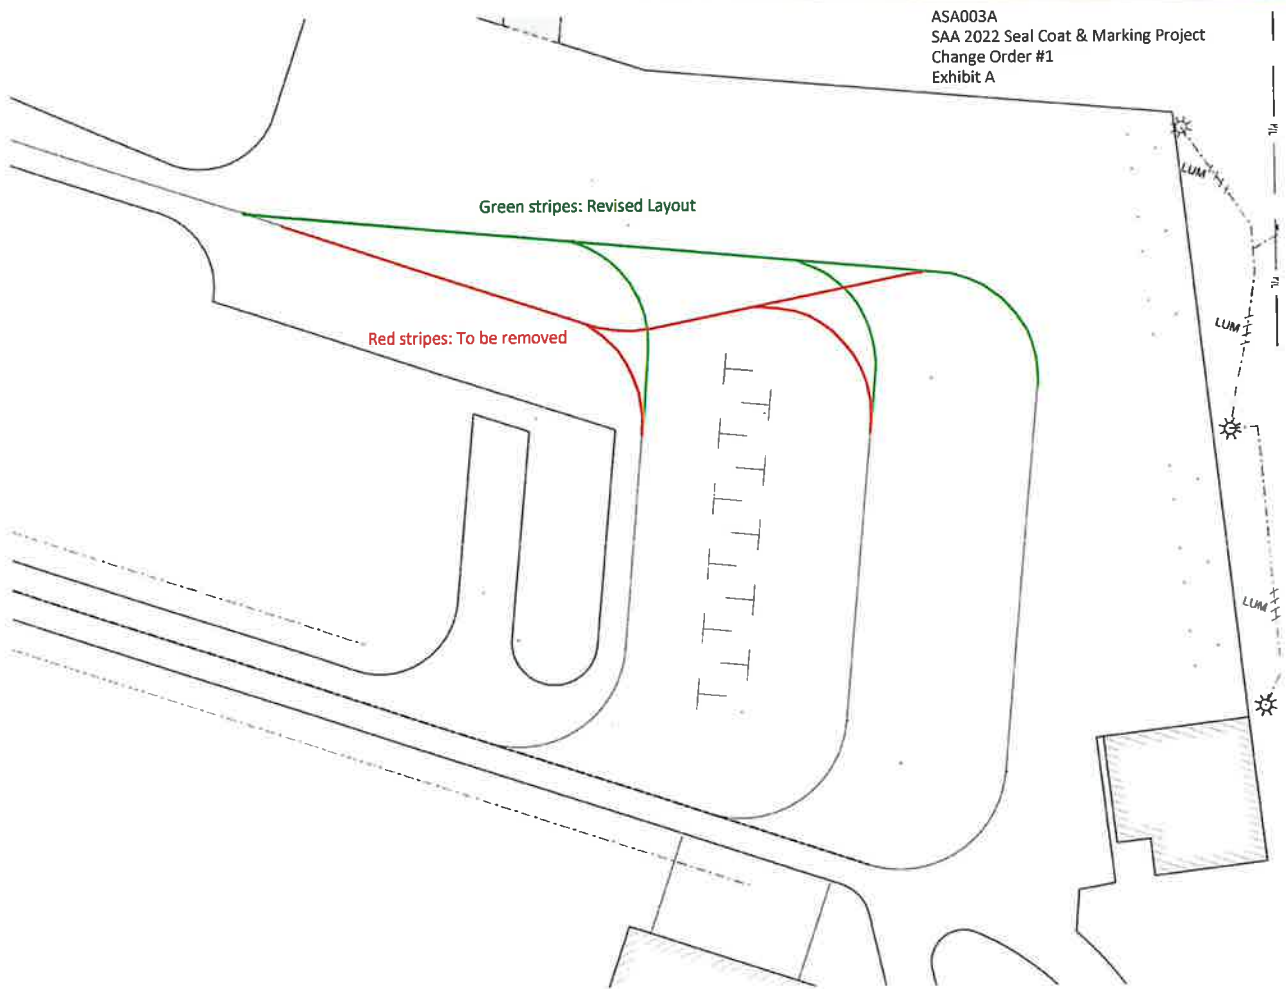 ASA003A
SAA 2022 Seal Coat & Marking Project
Change Order #1
Exhibit A
LUM
Green stripes: Revised Layout
LUM
Red stripes: To be removed
LUM